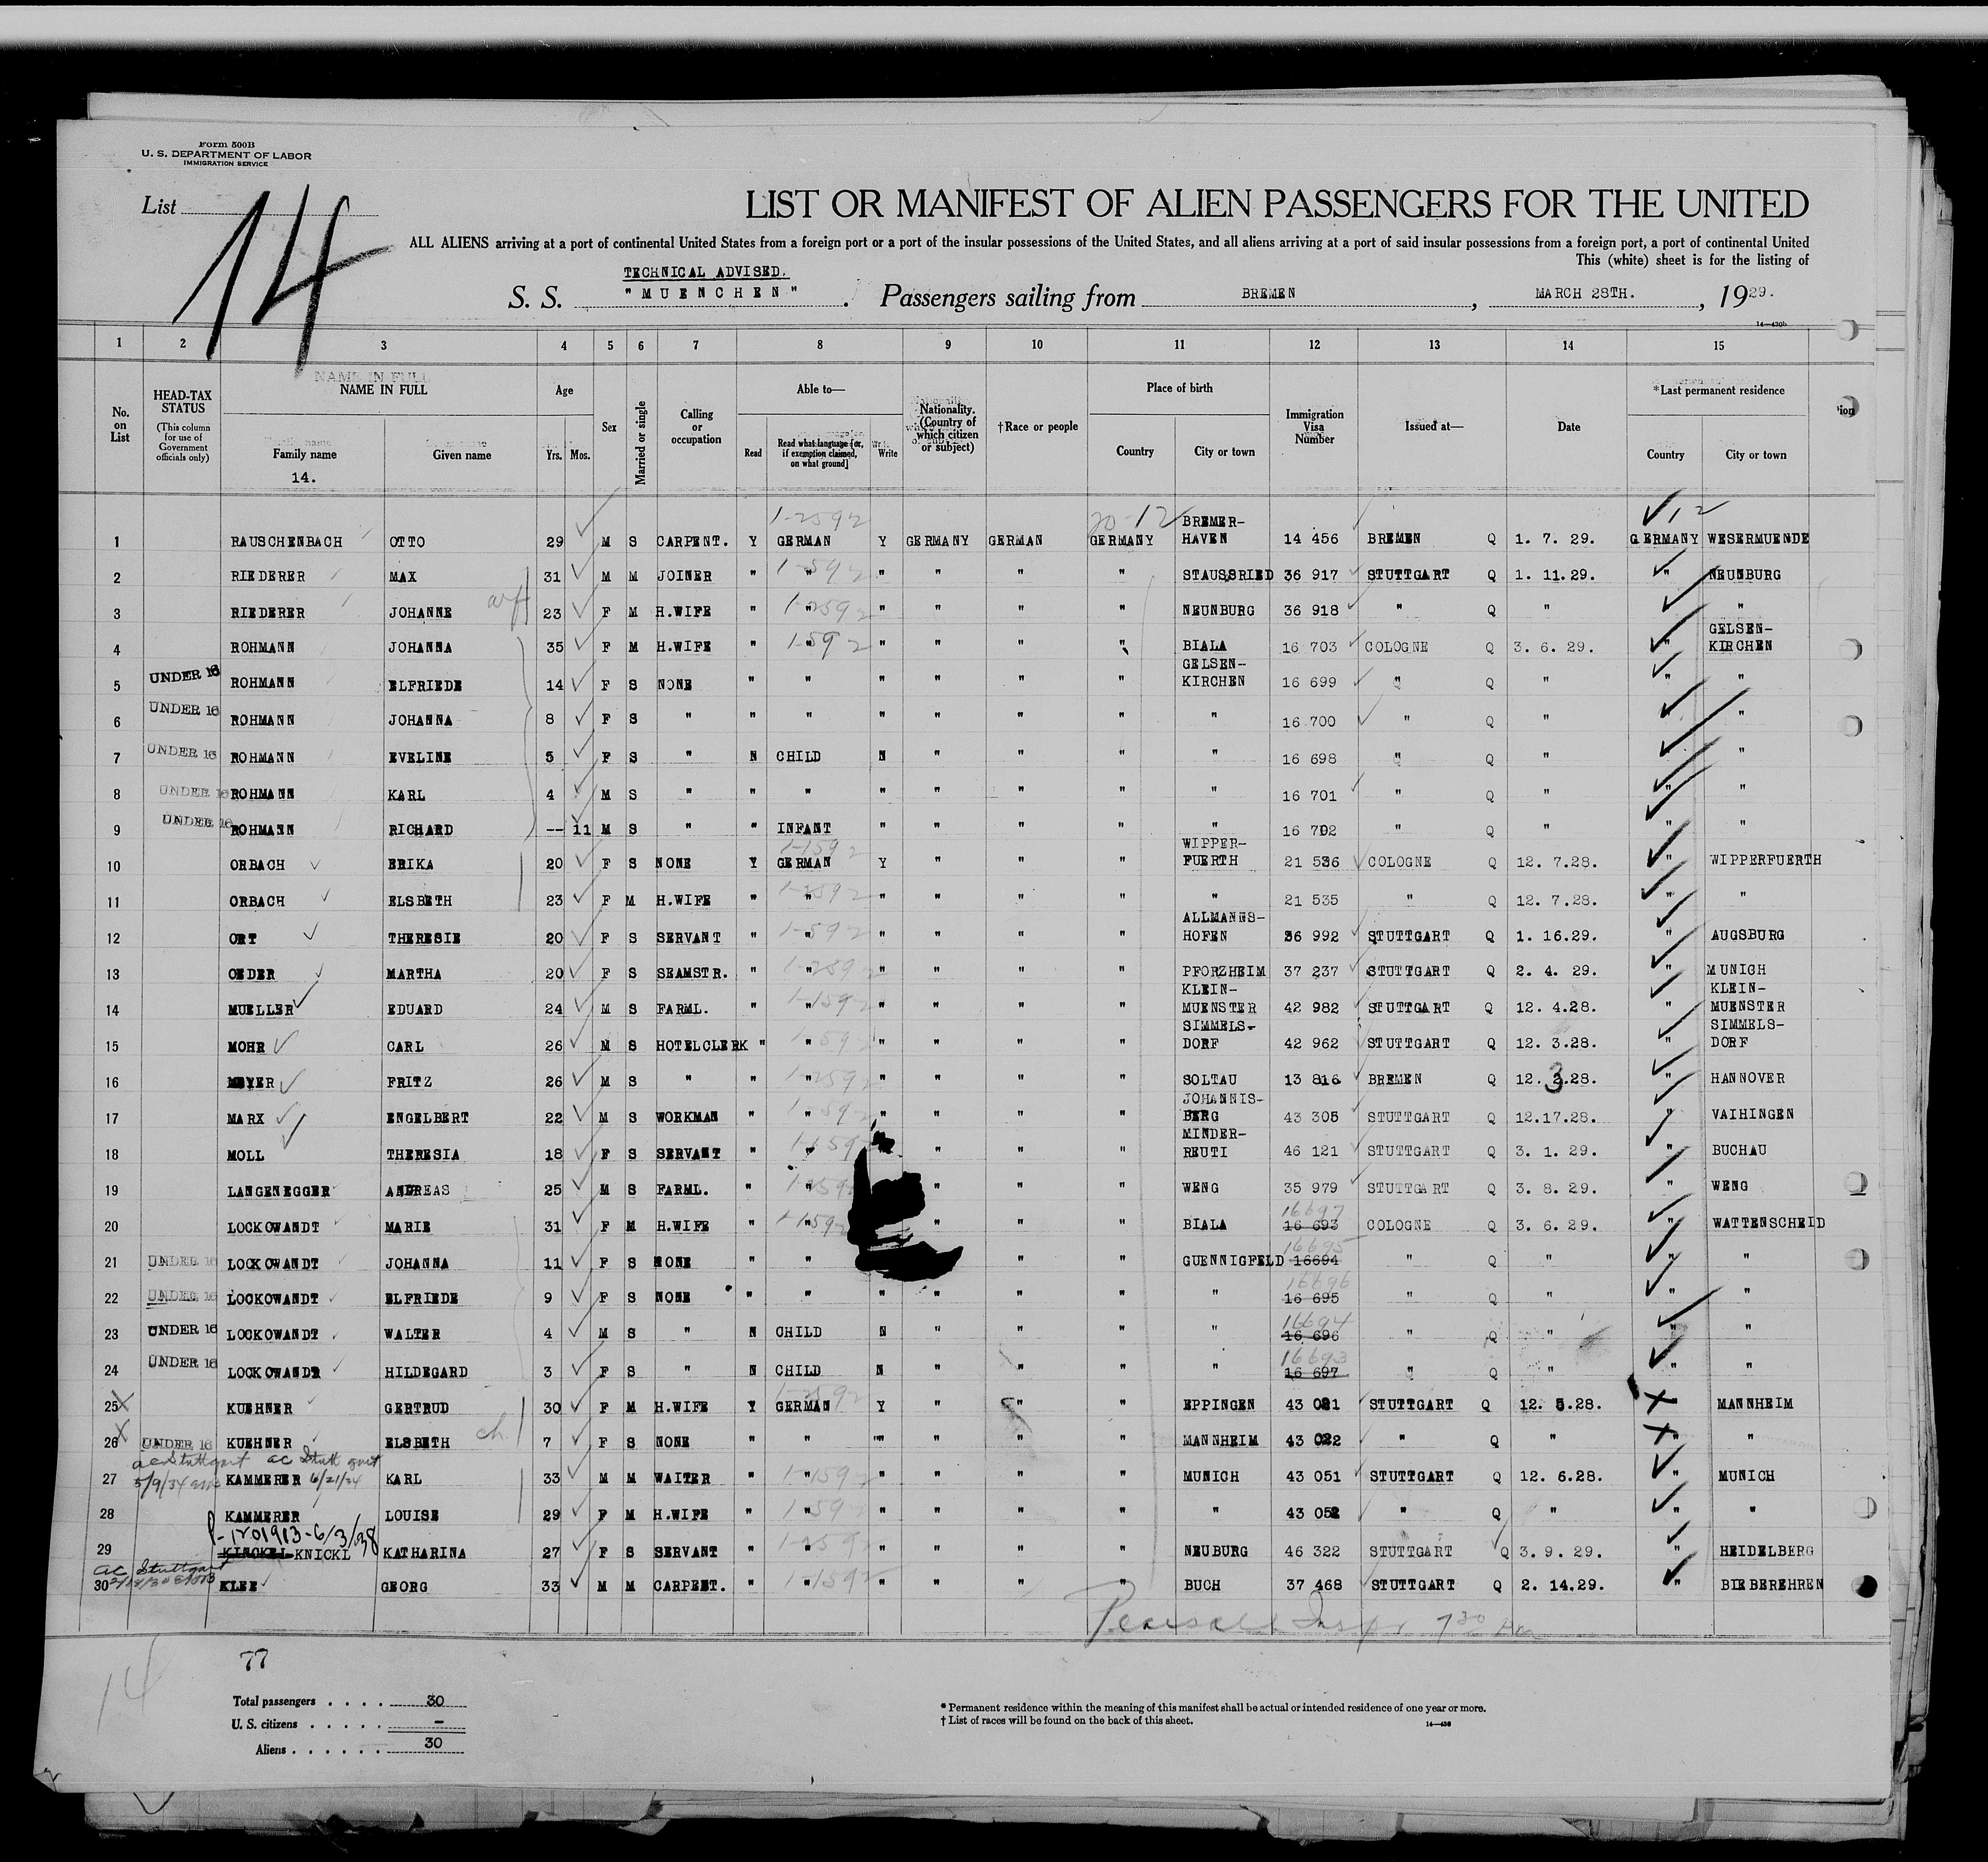 Form 500B
U. S. DEPARTMENT OF LABOR
IMMIGRATION SERVICE
List 14
LIST OR MANIFEST OF ALIEN PASSENGERS FOR THE UNITED
ALL ALIENS arriving at a port of continental United States from a foreign port or a port of the insular possessions of the United States, and all aliens arriving at a port of said insular possessions from a foreign port, a port of continental United
This (white) sheet is for the listing of
TECHNICAL ADVISED.
S. S. "MUENCHEN" . Passengers sailing from BREMEN , MARCH 28TH. , 1929.
14—430b
1 2 3 4 5 6 7 8 9 10 11 12 13 14 15
No. on List HEAD-TAX STATUS (This column for use of Government officials only) NAME IN FULL Family name Given name Age Yrs. Mos. Sex Married or single Calling or occupation Able to— Read Read what language [or, if exemption claimed, on what ground] Write Nationality. (Country of which citizen or subject) †Race or people Place of birth Country City or town Immigration Visa Number Issued at— Date *Last permanent residence Country City or town
14.
1-2592 20-12 12
1 RAUSCHENBACH OTTO 29 M S CARPENT. Y GERMAN Y GERMANY GERMAN GERMANY BREMER-HAVEN 14 456 BREMEN Q 1. 7. 29. GERMANY WESERMUENDE
2 RIEDERER MAX 31 M M JOINER " " " " " " STAUSSRIED 36 917 STUTTGART Q 1. 11.29. " NEUNBURG
3 RIEDERER JOHANNE 23 F M H.WIFE " " " " " " NEUNBURG 36 918 " Q " " "
4 ROHMANN JOHANNA 35 F M H.WIFE " " " " " " BIALA 16 703 COLOGNE Q 3. 6. 29. " GELSEN-KIRCHEN
5 UNDER 16 ROHMANN ELFRIEDE 14 F S NONE " " " " " " GELSEN-KIRCHEN 16 699 " Q " " "
6 UNDER 16 ROHMANN JOHANNA 8 F S " " " " " " " " 16 700 " Q " " "
7 UNDER 16 ROHMANN EVELINE 5 F S " N CHILD N " " " " 16 698 " Q " " "
8 UNDER 16 ROHMANN KARL 4 M S " " " " " " " " 16 701 " Q " " "
9 UNDER 16 ROHMANN RICHARD -- 11 M S " " INFANT " " " " " 16 702 " Q " " "
10 ORBACH ERIKA 20 F S NONE Y GERMAN Y " " " WIPPER-FUERTH 21 536 COLOGNE Q 12. 7.28. " WIPPERFUERTH
11 ORBACH ELSBETH 23 F M H.WIFE " " " " " " " 21 535 " Q 12. 7.28. " "
12 ORT THERESIE 20 F S SERVANT " " " " " " ALLMANNS-HOFEN 36 992 STUTTGART Q 1. 16.29. " AUGSBURG
13 OEDER MARTHA 20 F S SEAMSTR. " " " " " " PFORZHEIM 37 237 STUTTGART Q 2. 4. 29. " MUNICH
14 MUELLER EDUARD 24 M S FARML. " " " " " " KLEIN-MUENSTER 42 982 STUTTGART Q 12. 4.28. " KLEIN-MUENSTER
15 MOHR CARL 26 M S HOTELCLERK " " " " " " SIMMELS-DORF 42 962 STUTTGART Q 12. 3.28. " SIMMELS-DORF
16 MEYER FRITZ 26 M S " " " " " " " SOLTAU 13 816 BREMEN Q 12. 3.28. " HANNOVER
17 MARX ENGELBERT 22 M S WORKMAN " " " " " " JOHANNIS-BERG 43 305 STUTTGART Q 12.17.28. " VAIHINGEN
18 MOLL THERESIA 18 F S SERVANT " " " " " MINDER-REUTI 46 121 STUTTGART Q 3. 1. 29. " BUCHAU
19 LANGENEGGER ANDREAS 25 M S FARML. " " " " " WENG 35 979 STUTTGART Q 3. 8. 29. " WENG
20 LOCKOWANDT MARIE 31 F M H.WIFE " " " " " BIALA 16 693 16697 COLOGNE Q 3. 6. 29. " WATTENSCHEID
21 UNDER 16 LOCKOWANDT JOHANNA 11 F S NONE " " " " " GUENNIGFELD 16694 16695 " Q " " "
22 UNDER 16 LOCKOWANDT ELFRIEDE 9 F S NONE " " " " " " " 16 695 16696 " Q " " "
23 UNDER 16 LOCKOWANDT WALTER 4 M S " N CHILD N " " " " 16 696 16694 " Q " " "
24 UNDER 16 LOCKOWANDT HILDEGARD 3 F S " N CHILD N " " " " 16 697 16693 " Q " " "
25 X KUEHNER GERTRUD 30 F M H.WIFE Y GERMAN Y " " " EPPINGEN 43 021 STUTTGART Q 12. 5.28. X MANNHEIM
26 X UNDER 16 KUEHNER ELSBETH 7 F S NONE " " " " " " MANNHEIM 43 022 " Q " X "
ac Stuttgart ac Stutt
27 5/9/34 KAMMERER 6/21/34 KARL 33 M M WAITER " " " " " " MUNICH 43 051 STUTTGART Q 12. 6.28. " MUNICH
28 KAMMERER LOUISE 29 F M H.WIFE " " " " " " " 43 052 " Q " " "
29 KINCKEL KNICKL KATHARINA 27 F S SERVANT " " " " " " NEUBURG 46 322 STUTTGART Q 3. 9. 29. " HEIDELBERG
ac Stuttgart
30 KLEE GEORG 33 M M CARPENT. " " " " " " BUCH 37 468 STUTTGART Q 2. 14.29. " BIEBEREHREN
14
77
Total passengers . . . . 30
U. S. citizens . . . . . –
Aliens . . . . . . 30
* Permanent residence within the meaning of this manifest shall be actual or intended residence of one year or more.
† List of races will be found on the back of this sheet.
14—430